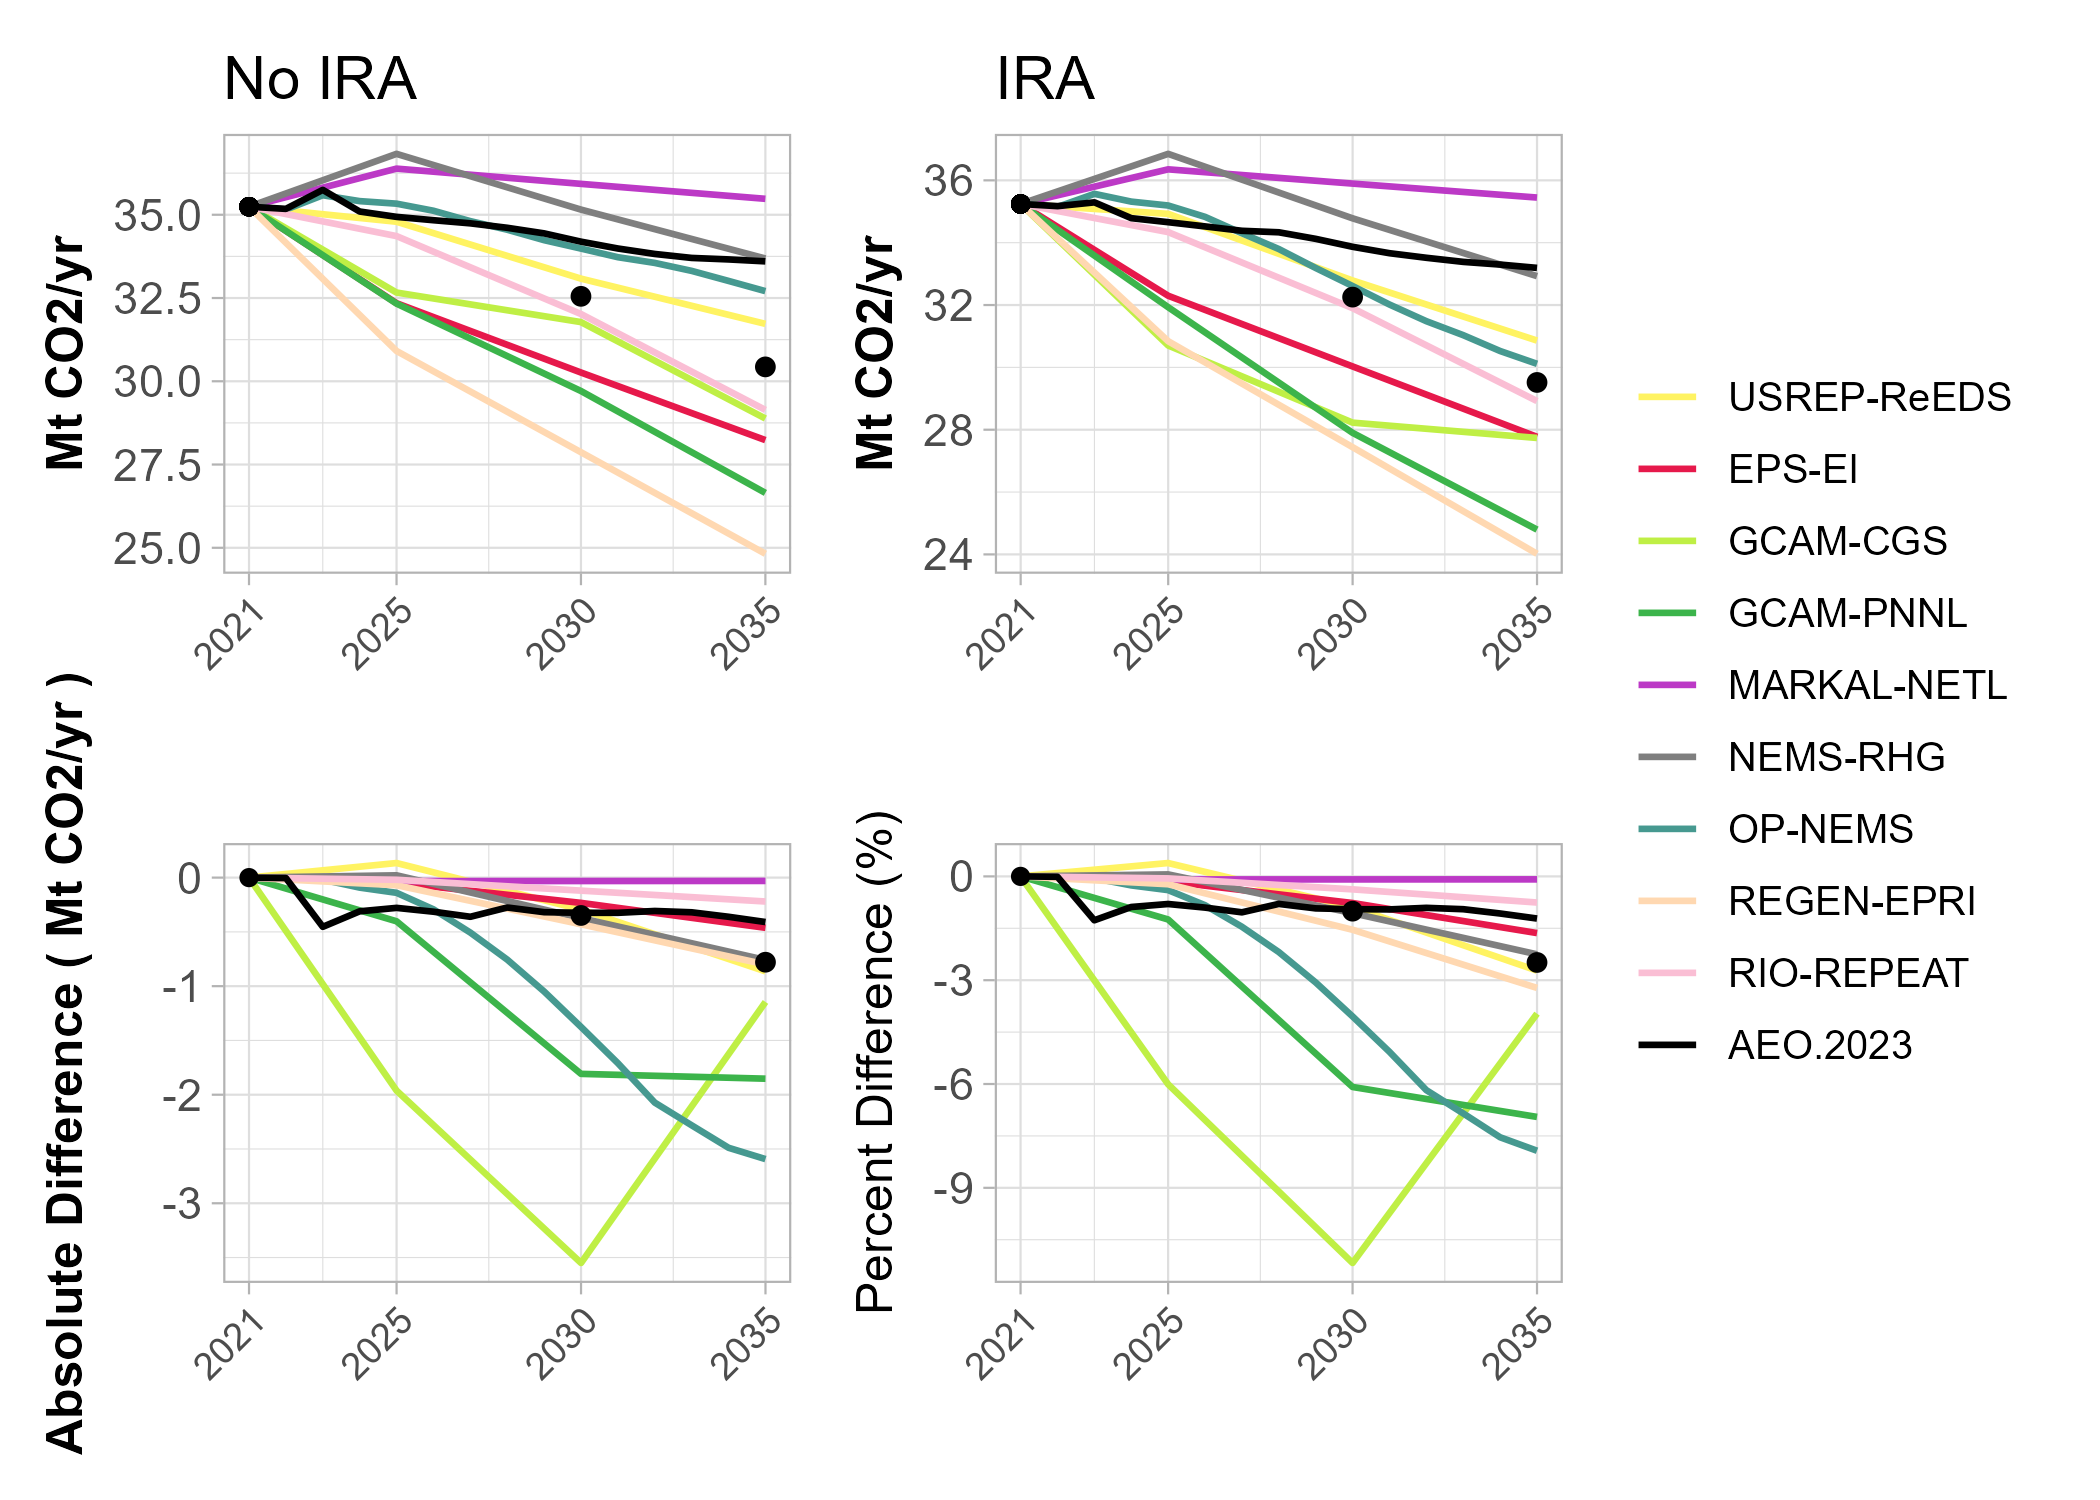 No IRA
IRA
Mt CO2/yr
35.0
32.5
30.0
27.5
25.0
2021
2025
2030
2035
Mt CO2/yr
36
32
28
24
2021
2025
2030
2035
Absolute Difference ( Mt CO2/yr )
0
-1
-2
-3
2021
2025
2030
2035
Percent Difference (%)
0
-3
-6
-9
2021
2025
2030
2035
USREP-ReEDS
EPS-EI
GCAM-CGS
GCAM-PNNL
MARKAL-NETL
NEMS-RHG
OP-NEMS
REGEN-EPRI
RIO-REPEAT
AEO.2023